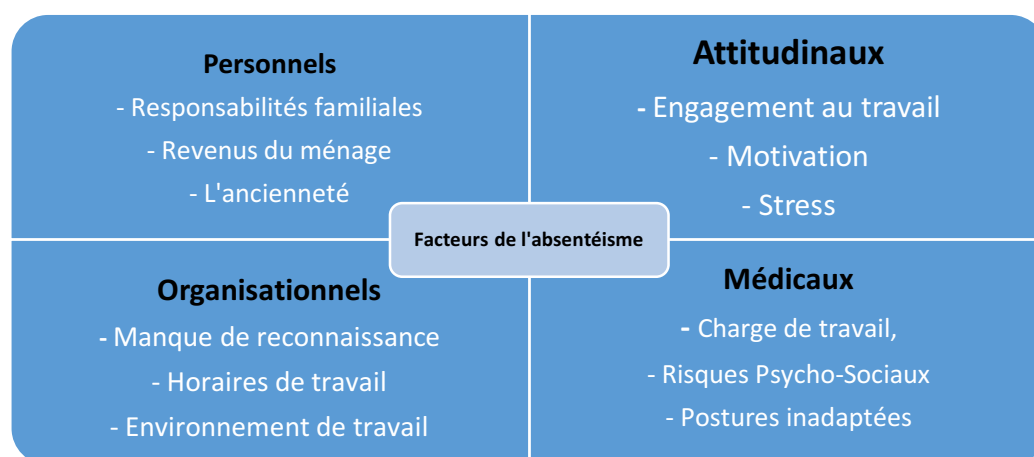 Personnels
- Responsabilités familiales
- Revenus du ménage
- L'ancienneté
Attitudinaux
- Engagement au travail
- Motivation
- Stress
Facteurs de l'absentéisme
Organisationnels
- Manque de reconnaissance
- Horaires de travail
- Environnement de travail
Médicaux
- Charge de travail,
- Risques Psycho-Sociaux
- Postures inadaptées